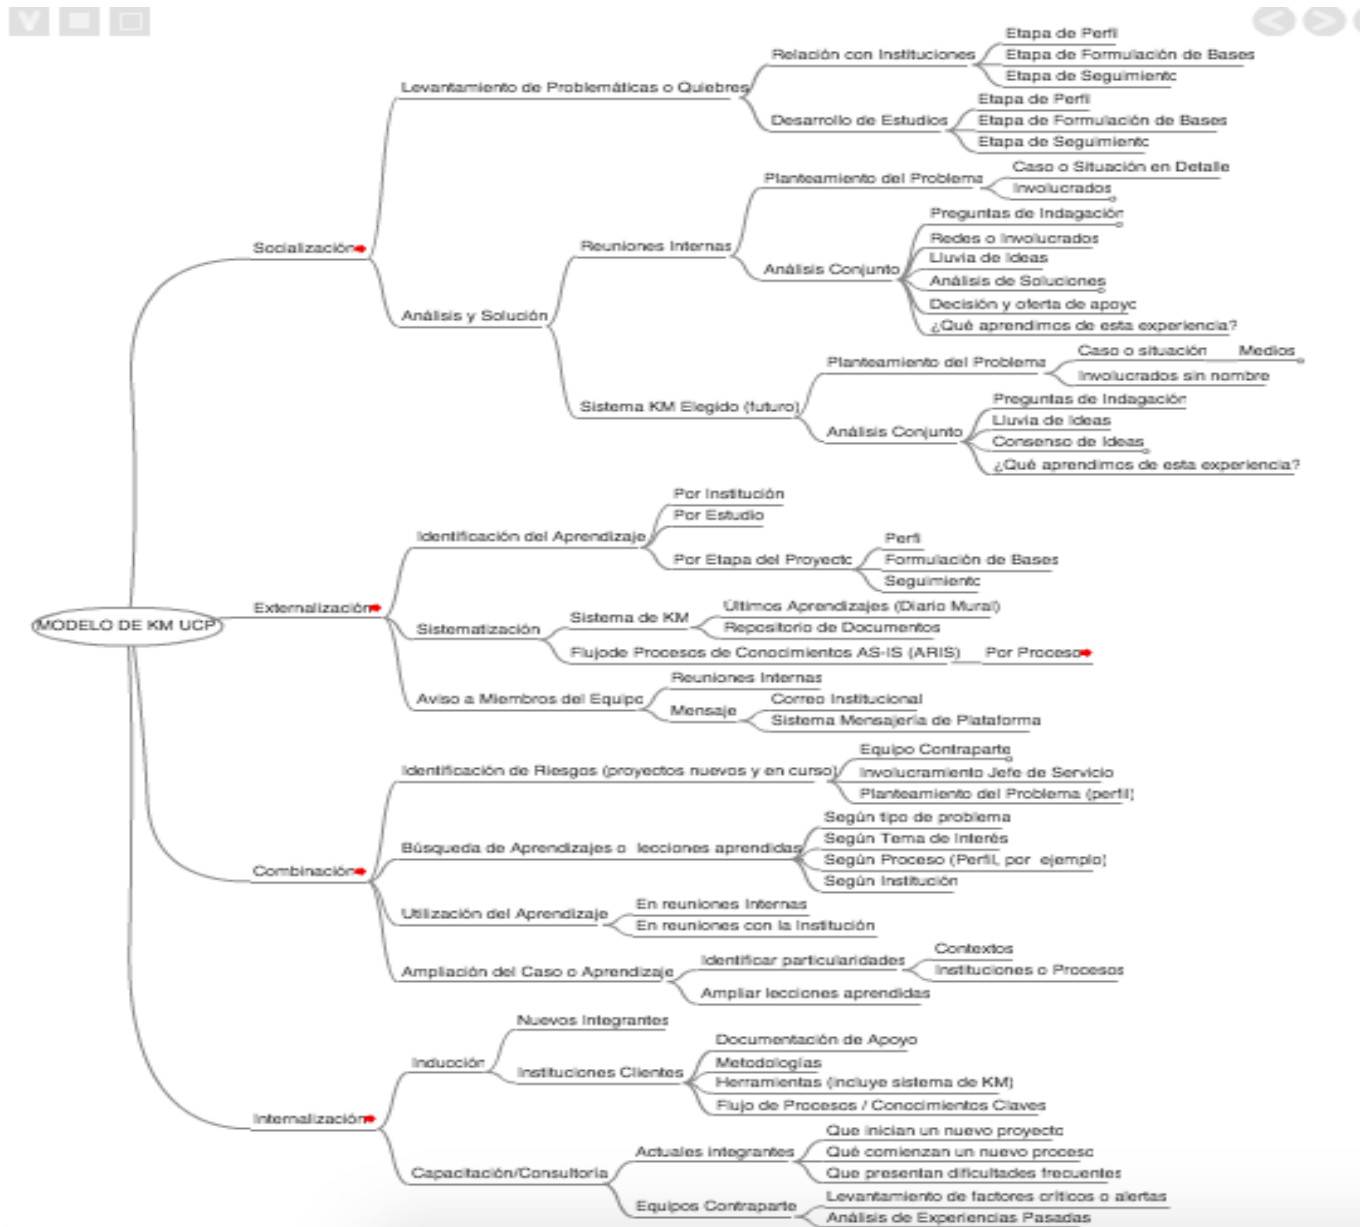 Etapa de Perfil
Relación con Instituciones
Etapa de Formulación de Bases
Etapa de Seguimiento
Levantamiento de Problemáticas o Quiebres
Etapa de Perfil
Desarrollo de Estudios
Etapa de Formulación de Bases
Etapa de Seguimiento
Caso o Situación en Detalle
Planteamiento del Problema
Involucrados
Preguntas de Indagación
Socialización
Reuniones Internas
Redes o Involucrados
Lluvia de Ideas
Análisis Conjunto
Análisis de Soluciones
Decisión y oferta de apoyo
Análisis y Solución
¿Qué aprendimos de esta experiencia?
Caso o situación
Medios
Planteamiento del Problema
Involucrados sin nombre
Preguntas de Indagación
Sistema KM Elegido (futuro)
Lluvia de Ideas
Análisis Conjunto
Consenso de Ideas
¿Qué aprendimos de esta experiencia?
Por Institución
Por Estudio
Identificación del Aprendizaje
Perfil
Por Etapa del Proyecto
Formulación de Bases
Seguimiento
Externalización
Últimos Aprendizajes (Diario Mural)
Sistema de KM
Repositorio de Documentos
Sistematización
MODELO DE KM UCP
Flujode Procesos de Conocimientos AS-IS (ARIS)
Por Proceso
Reuniones Internas
Aviso a Miembros del Equipo
Correo Institucional
Mensaje
Sistema Mensajería de Plataforma
Equipo Contraparte
Identificación de Riesgos (proyectos nuevos y en curso)
Involucramiento Jefe de Servicio
Planteamiento del Problema (perfil)
Según tipo de problema
Según Tema de Interés
Búsqueda de Aprendizajes o lecciones aprendidas
Según Proceso (Perfil, por ejemplo)
Combinación
Según Institución
En reuniones Internas
Utilización del Aprendizaje
En reuniones con la Institución
Contextos
Identificar particularidades
Ampliación del Caso o Aprendizaje
Instituciones o Procesos
Ampliar lecciones aprendidas
Nuevos Integrantes
Documentación de Apoyo
Inducción
Metodologías
Instituciones Clientes
Herramientas (incluye sistema de KM)
Flujo de Procesos / Conocimientos Claves
Internalización
Que inician un nuevo proyecto
Actuales integrantes
Qué comienzan un nuevo proceso
Capacitación/Consultoría
Que presentan dificultades frecuentes
Levantamiento de factores críticos o alertas
Equipos Contraparte
Análisis de Experiencias Pasadas